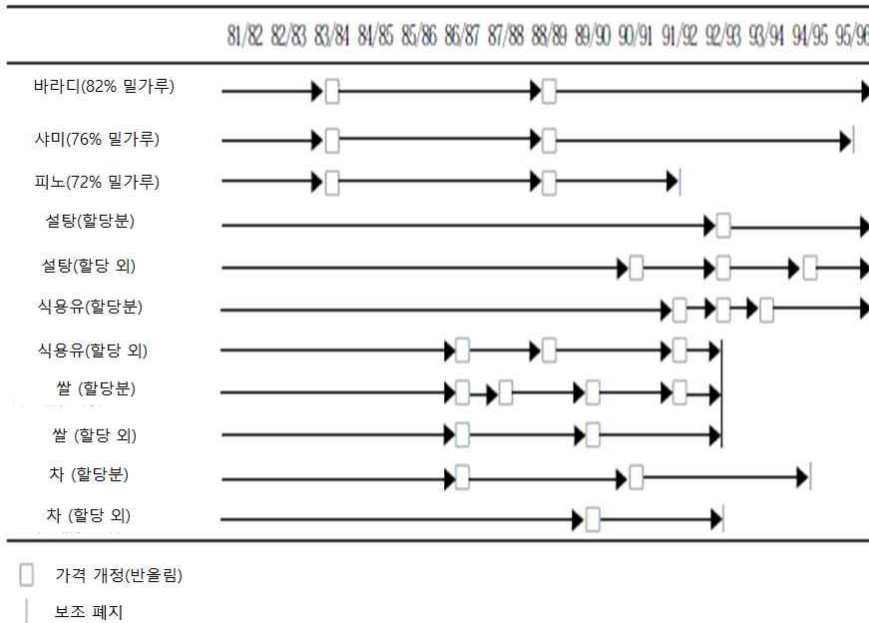 81/82 82/83 83/84 84/85 85/86 86/87 87/88 88/89 89/90 90/91 91/92 92/93 93/94 94/95 95/96
바라디(82% 밀가루)
샤미(76% 밀가루)
피노(72% 밀가루)
설탕(할당분)
설탕(할당 외)
식용유(할당분)
식용유(할당 외)
쌀 (할당분)
쌀 (할당 외)
차 (할당분)
차 (할당 외)
가격 개정(반올림)
보조 폐지